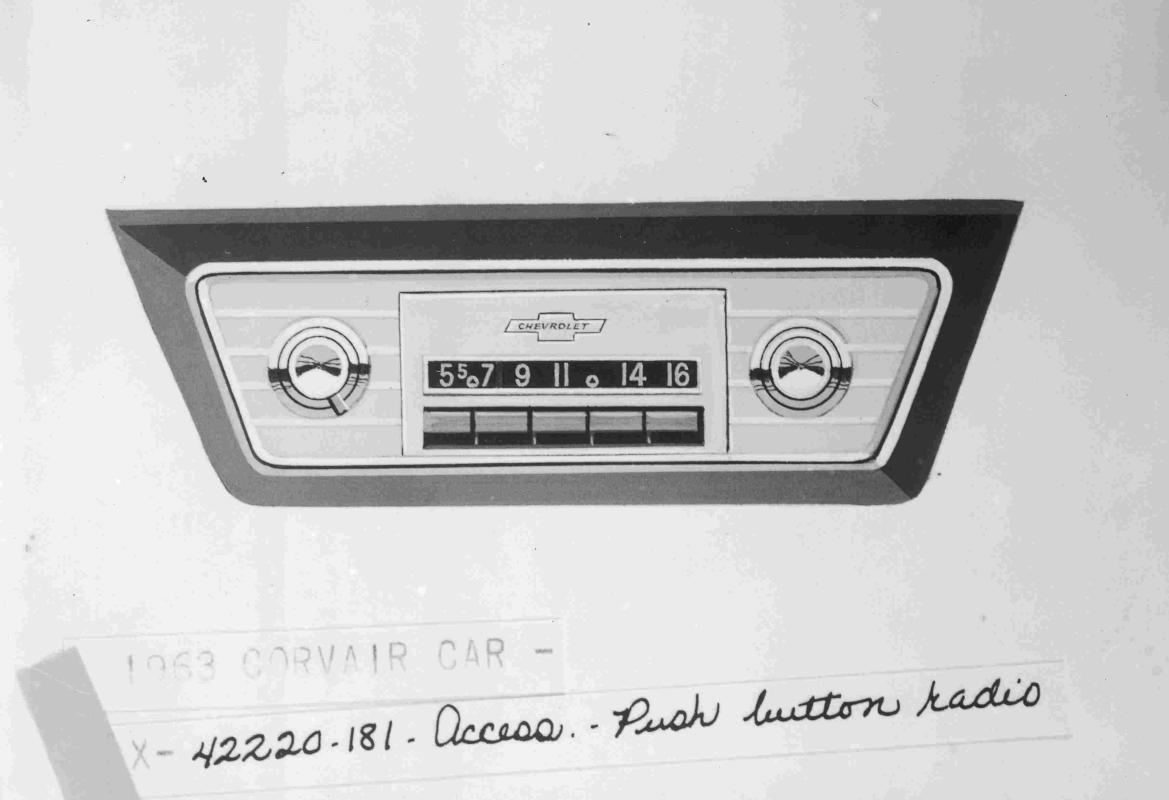 CHEVROLET
55 7 9 11 14 16
1963 CORVAIR CAR -
X- 42220-181- Access. - Push button radio